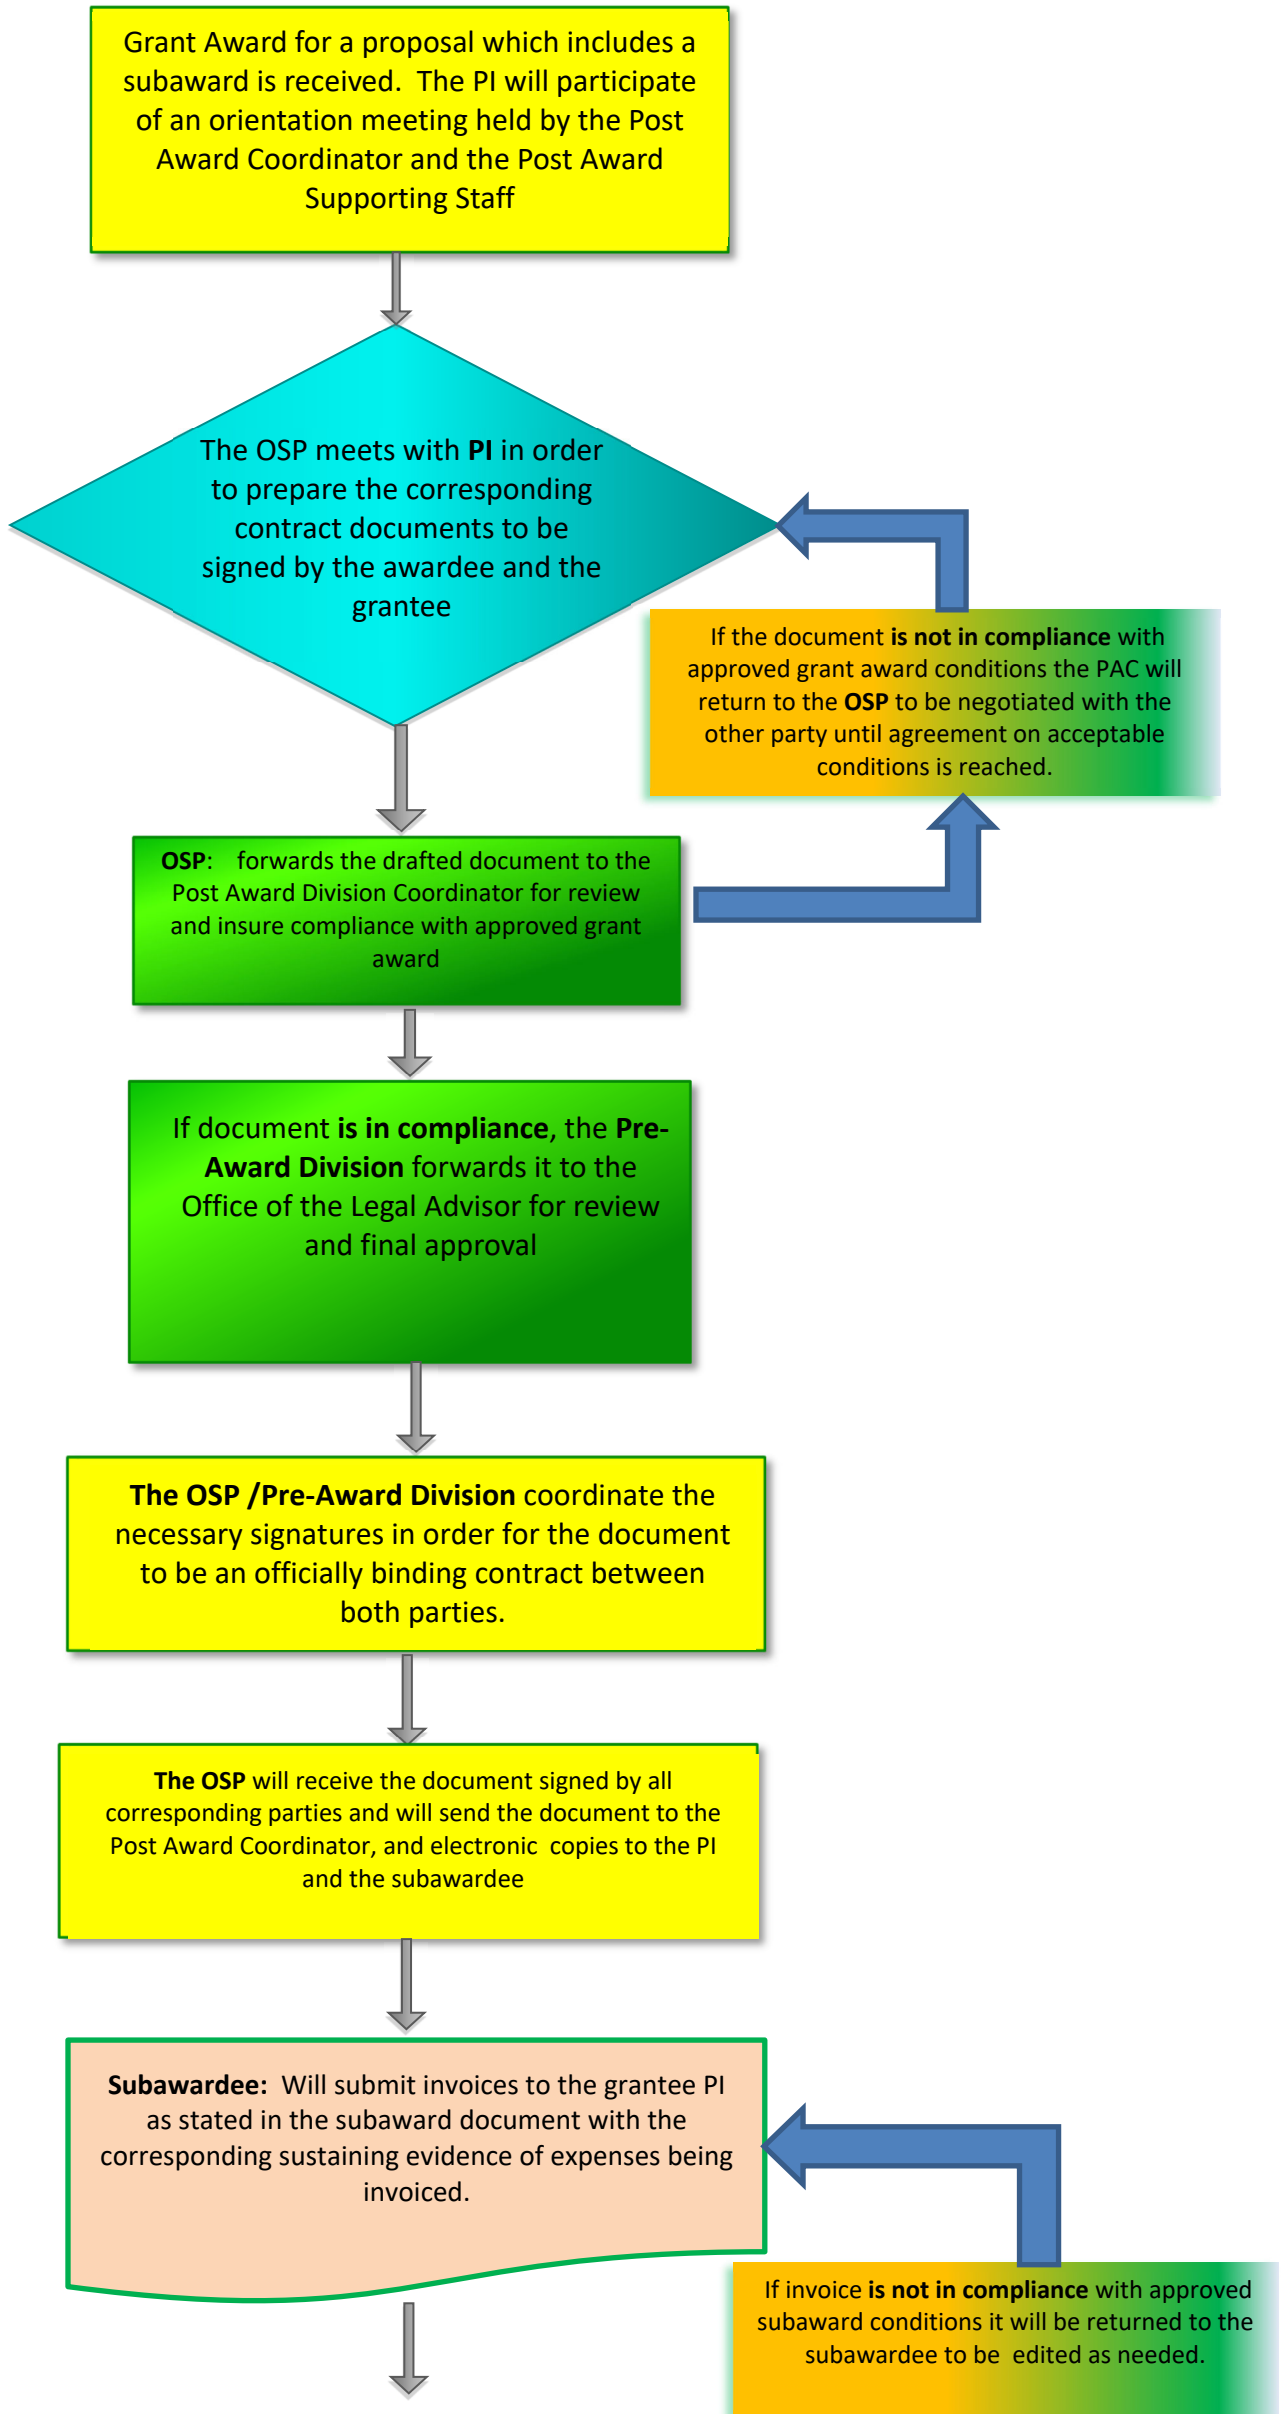 Grant Award for a proposal which includes a
subaward is received.  The PI will participate
of an orientation meeting held by the Post
Award Coordinator and the Post Award
Supporting Staff
The OSP meets with PI in order
to prepare the corresponding
contract documents to be
signed by the awardee and the
grantee
If the document is not in compliance with
approved grant award conditions the PAC will
return to the OSP to be negotiated with the
other party until agreement on acceptable
conditions is reached.
OSP:   forwards the drafted document to the
Post Award Division Coordinator for review
and insure compliance with approved grant
award
If document is in compliance, the Pre-
Award Division forwards it to the
Office of the Legal Advisor for review
and final approval
The OSP /Pre-Award Division coordinate the
necessary signatures in order for the document
to be an officially binding contract between
both parties.
The OSP will receive the document signed by all
corresponding parties and will send the document to the
Post Award Coordinator, and electronic  copies to the PI
and the subawardee
Subawardee:  Will submit invoices to the grantee PI
as stated in the subaward document with the
corresponding sustaining evidence of expenses being
invoiced.
If invoice is not in compliance with approved
subaward conditions it will be returned to the
subawardee to be  edited as needed.